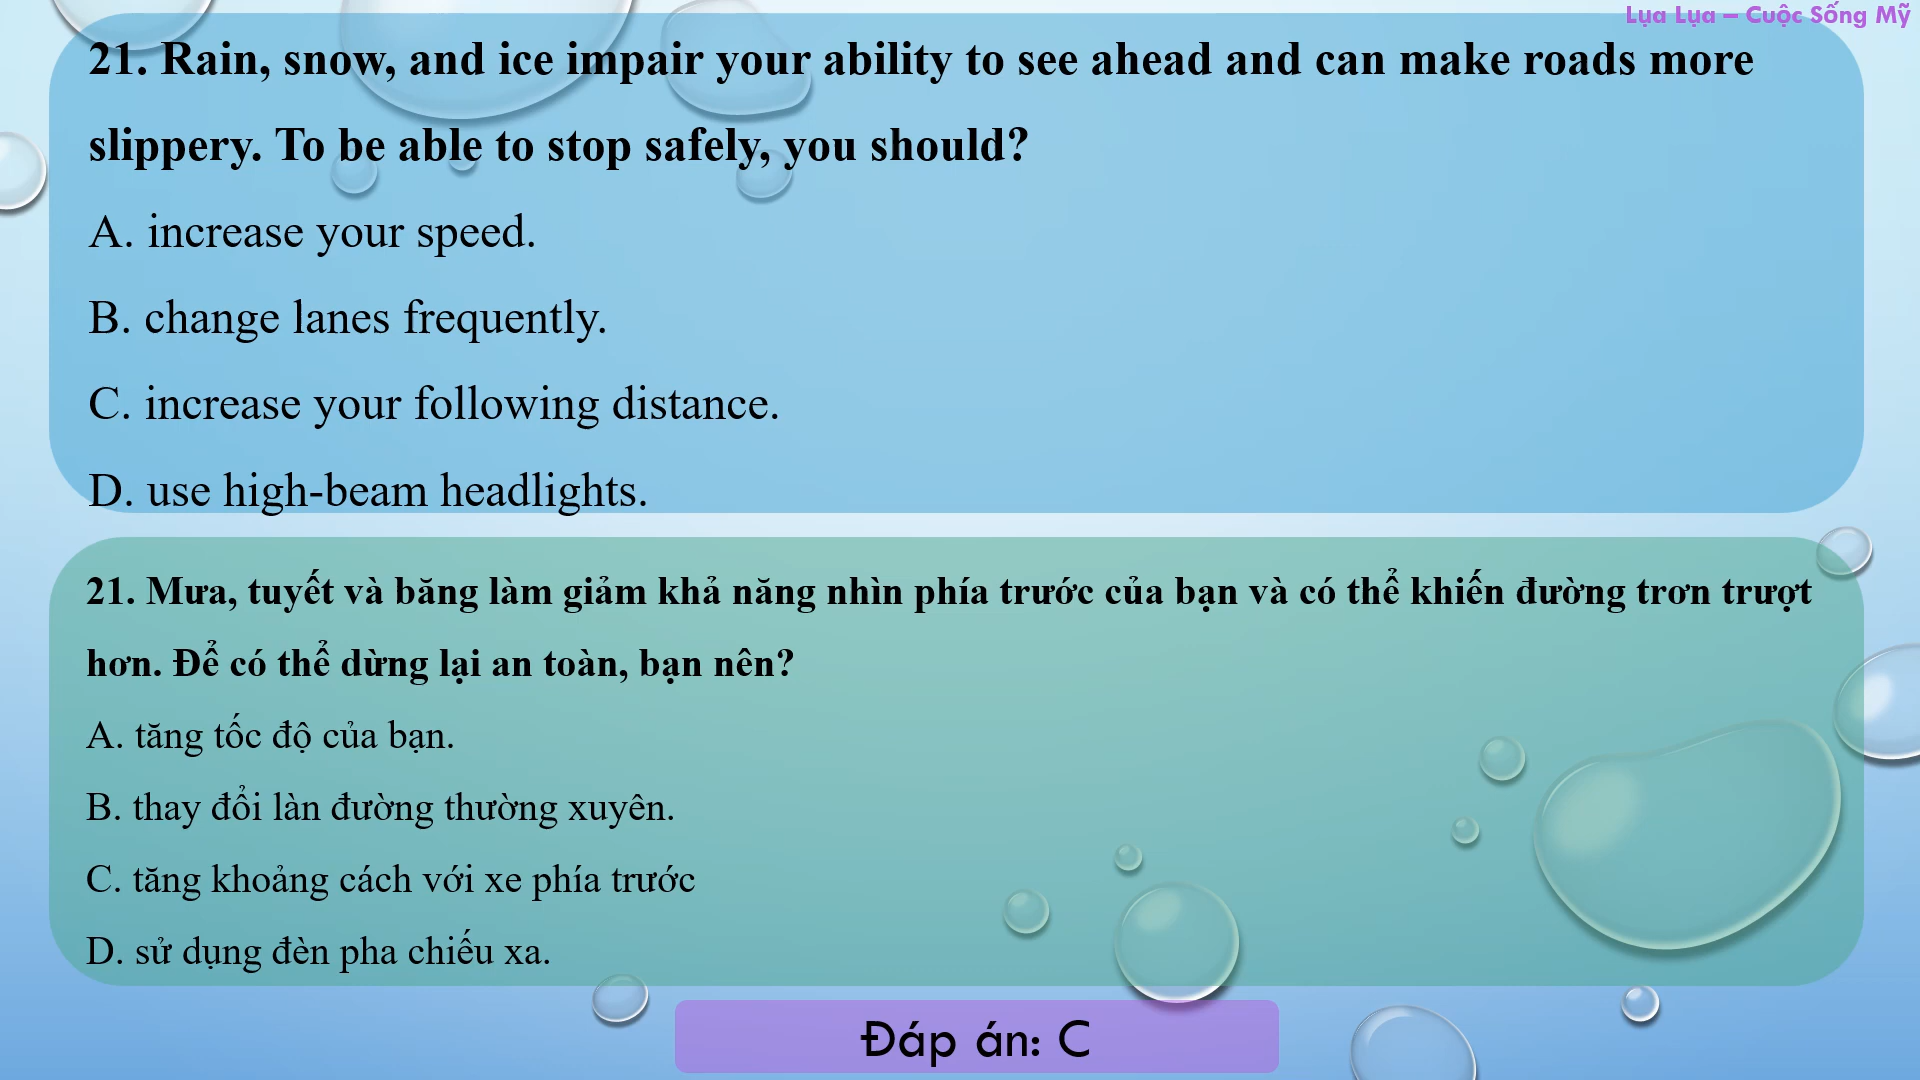 Lụa Lụa – Cuộc Sống Mỹ
21. Rain, snow, and ice impair your ability to see ahead and can make roads more
slippery. To be able to stop safely, you should?
A. increase your speed.
B. change lanes frequently.
C. increase your following distance.
D. use high-beam headlights.
21. Mưa, tuyết và băng làm giảm khả năng nhìn phía trước của bạn và có thể khiến đường trơn trượt
hơn. Để có thể dừng lại an toàn, bạn nên?
A. tăng tốc độ của bạn.
B. thay đổi làn đường thường xuyên.
C. tăng khoảng cách với xe phía trước
D. sử dụng đèn pha chiếu xa.
Đáp án: C